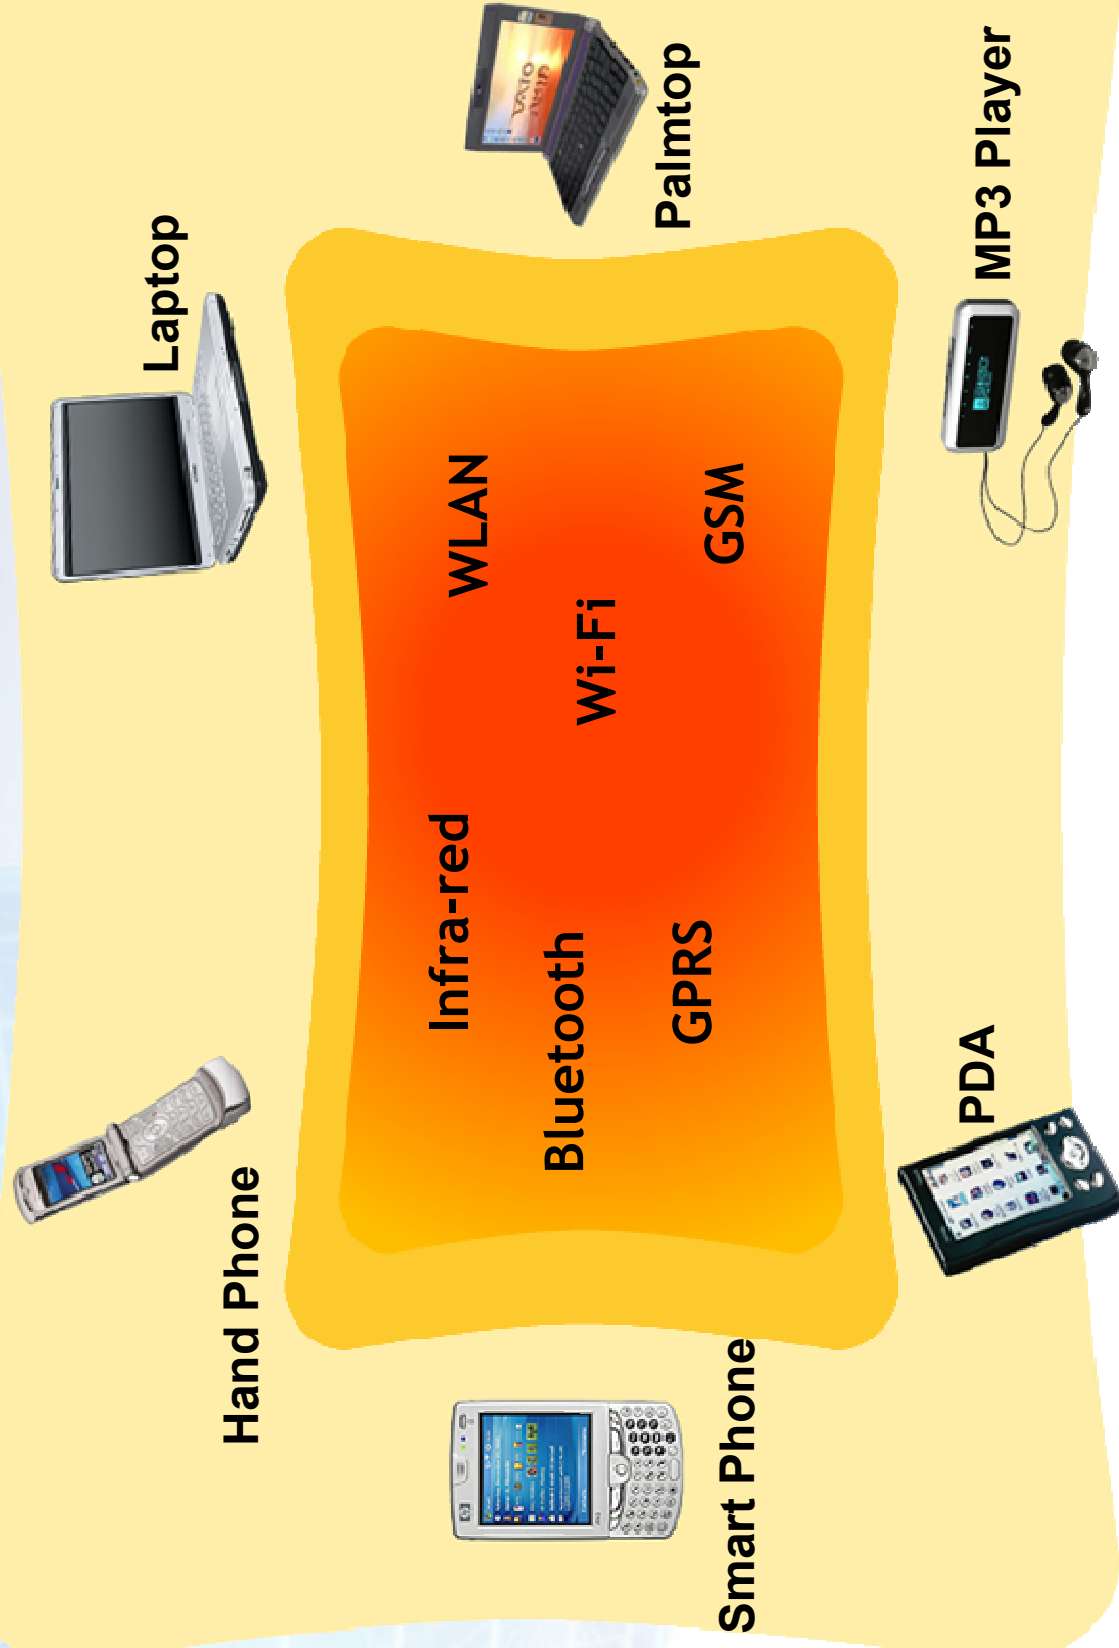 Hand Phone
Laptop
Infra-red
WLAN
Bluetooth
Wi-Fi
Palmtop
GPRS
GSM
Smart Phone
PDA
MP3 Player